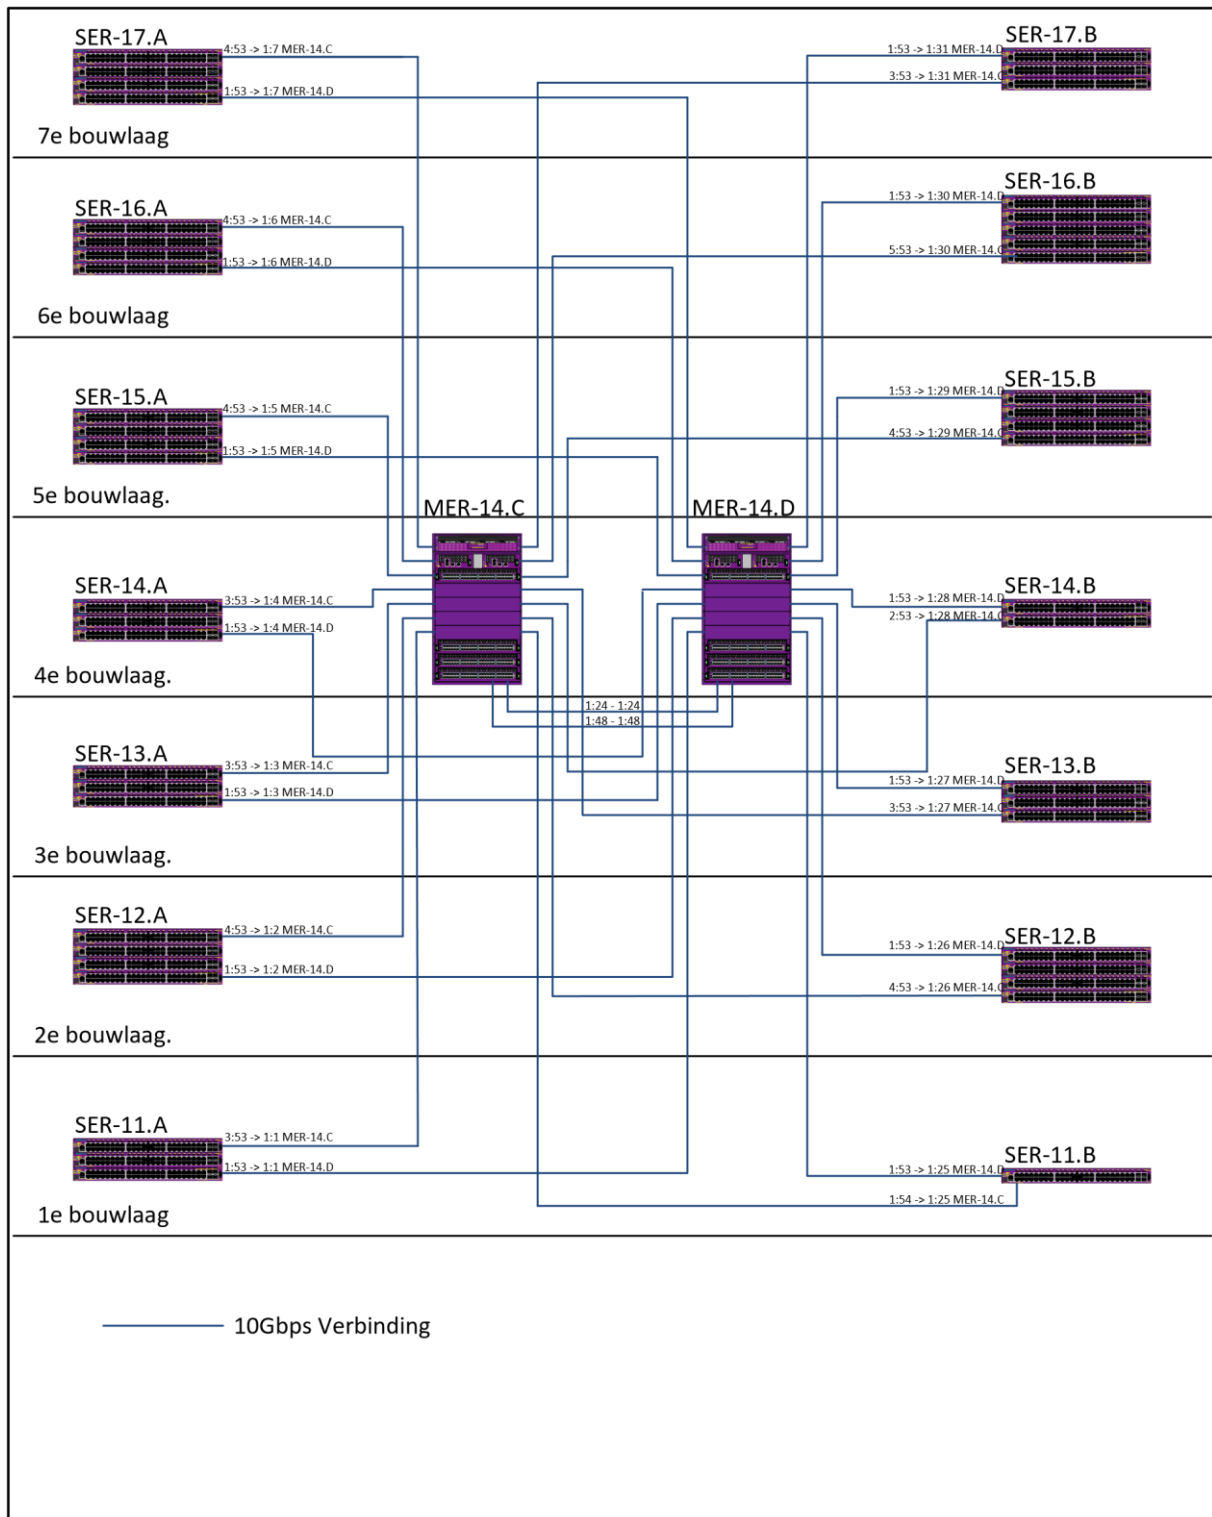 SER-17.A
4:53 -> 1:7 MER-14.C
1:53 -> 1:7 MER-14.D
SER-17.B
1:53 -> 1:31 MER-14.D
3:53 -> 1:31 MER-14.C
7e bouwlaag
SER-16.A
4:53 -> 1:6 MER-14.C
1:53 -> 1:6 MER-14.D
SER-16.B
1:53 -> 1:30 MER-14.D
5:53 -> 1:30 MER-14.C
6e bouwlaag
SER-15.A
4:53 -> 1:5 MER-14.C
1:53 -> 1:5 MER-14.D
SER-15.B
1:53 -> 1:29 MER-14.D
4:53 -> 1:29 MER-14.C
5e bouwlaag.
MER-14.C
MER-14.D
SER-14.A
3:53 -> 1:4 MER-14.C
1:53 -> 1:4 MER-14.D
SER-14.B
1:53 -> 1:28 MER-14.D
2:53 -> 1:28 MER-14.C
4e bouwlaag.
1:24 - 1:24
1:48 - 1:48
SER-13.A
3:53 -> 1:3 MER-14.C
1:53 -> 1:3 MER-14.D
SER-13.B
1:53 -> 1:27 MER-14.D
3:53 -> 1:27 MER-14.C
3e bouwlaag.
SER-12.A
4:53 -> 1:2 MER-14.C
1:53 -> 1:2 MER-14.D
SER-12.B
1:53 -> 1:26 MER-14.D
4:53 -> 1:26 MER-14.C
2e bouwlaag.
SER-11.A
3:53 -> 1:1 MER-14.C
1:53 -> 1:1 MER-14.D
SER-11.B
1:53 -> 1:25 MER-14.D
1:54 -> 1:25 MER-14.C
1e bouwlaag
10Gbps Verbinding